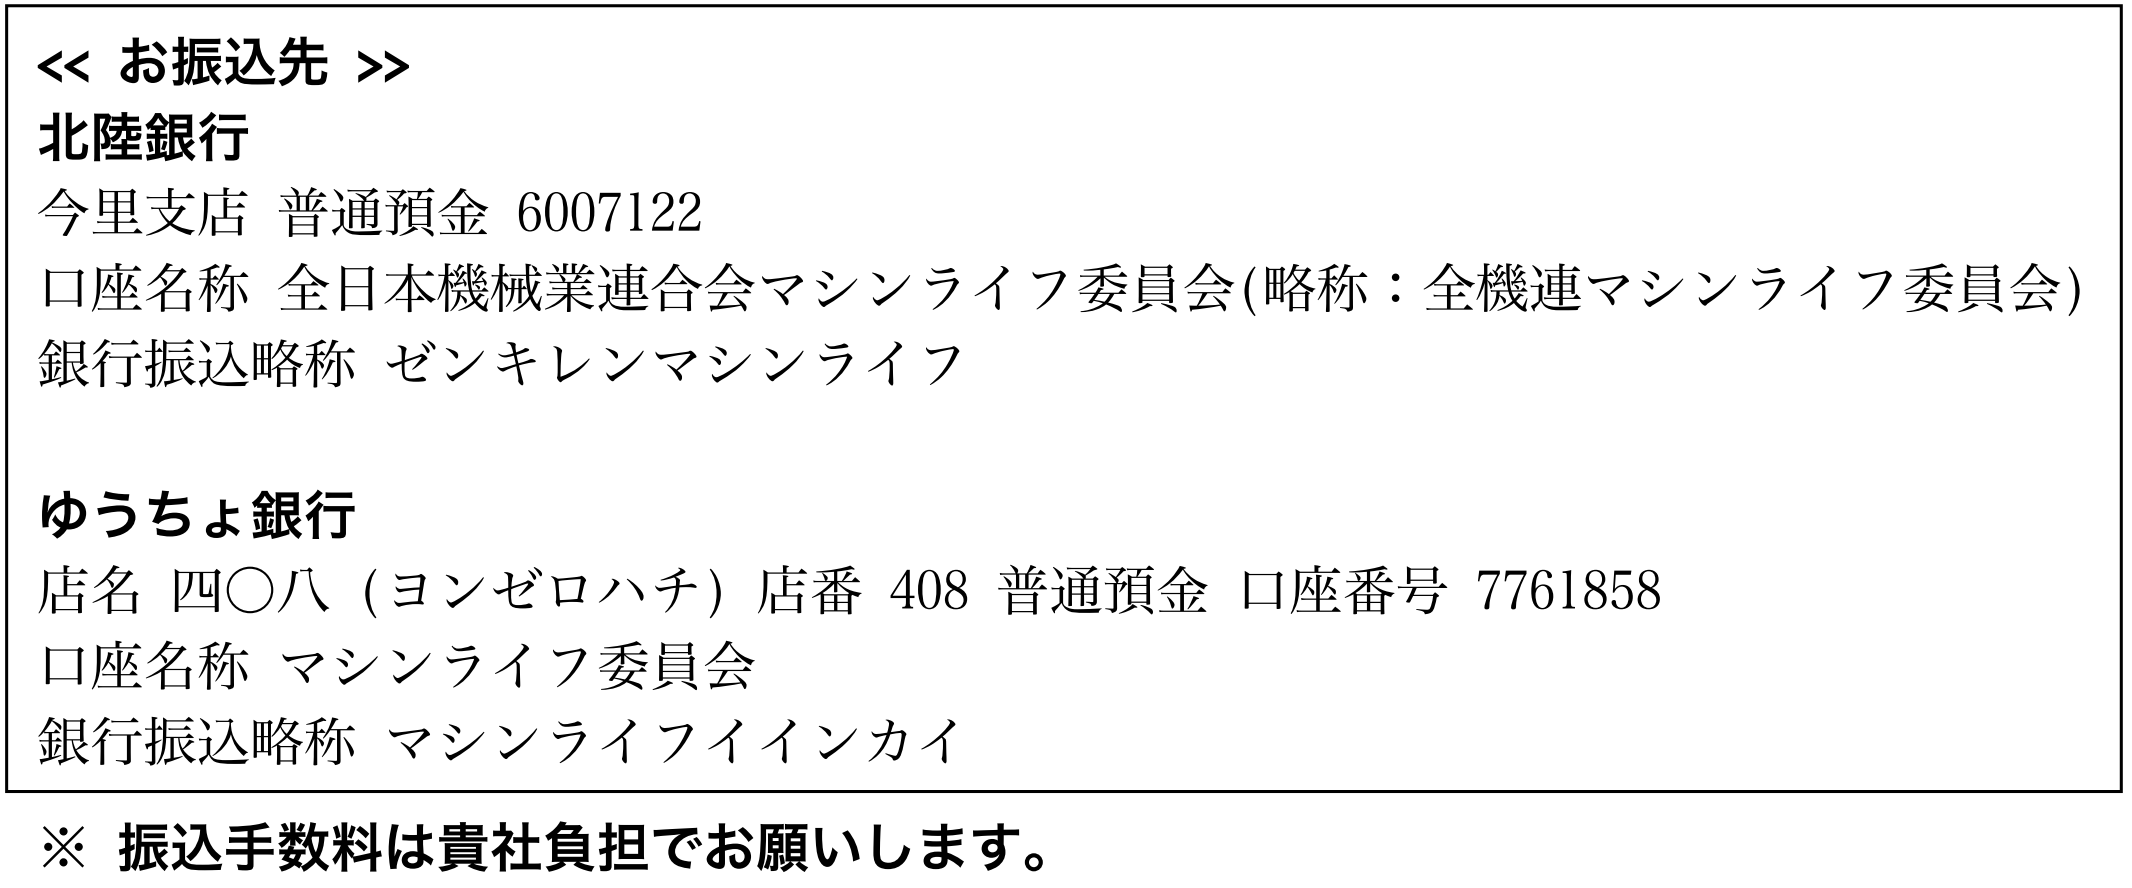 << お振込先 >>
北陸銀行
今里支店 普通預金 6007122
口座名称 全日本機械業連合会マシンライフ委員会(略称：全機連マシンライフ委員会)
銀行振込略称 ゼンキレンマシンライフ
ゆうちょ銀行
店名 四〇八 (ヨンゼロハチ) 店番 408 普通預金 口座番号 7761858
口座名称 マシンライフ委員会
銀行振込略称 マシンライフイインカイ
※ 振込手数料は貴社負担でお願いします。